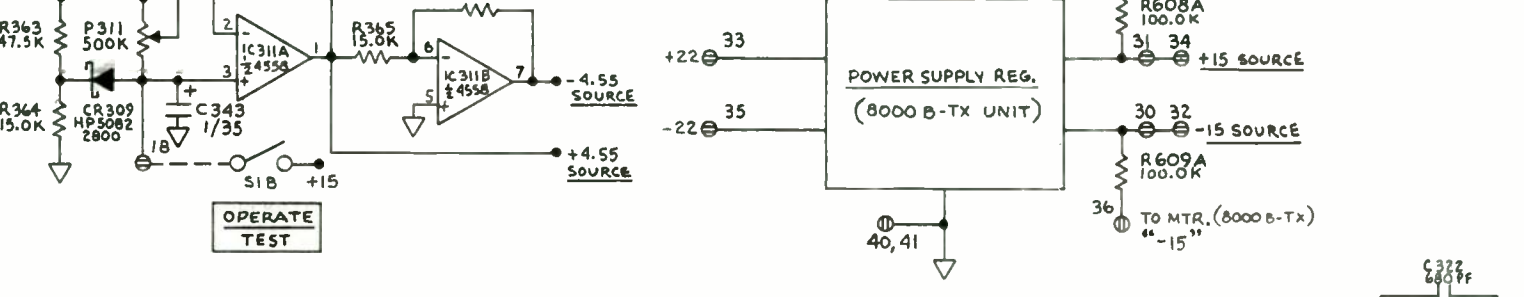 R363
47.5K
P311
500K
2
-
IC311A
½ 4558
1
3
+
R364
15.0K
CR309
HP5082
2800
+
C343
1/35
18
S1B
+15
OPERATE
TEST
R365
15.0K
6
-
IC311B
½ 4558
5
+
7
-4.55
SOURCE
+4.55
SOURCE
+22
33
-22
35
POWER SUPPLY REG.
(8000 B-TX UNIT)
40,41
R608A
100.0K
31 34
+15 SOURCE
30 32
-15 SOURCE
R609A
100.0K
36
TO MTR. (8000 B-TX)
"-15"
C322
680 PF